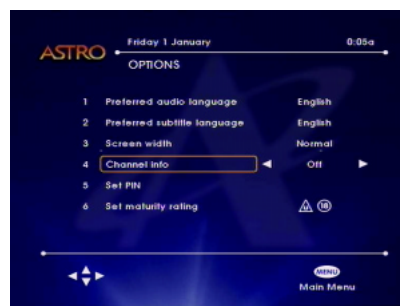 ASTRO
Friday 1 January 0:05a
OPTIONS
1 Preferred audio language English
2 Preferred subtitle language English
3 Screen width Normal
4 Channel info Off
5 Set PIN
6 Set maturity rating U 18
MENU
Main Menu